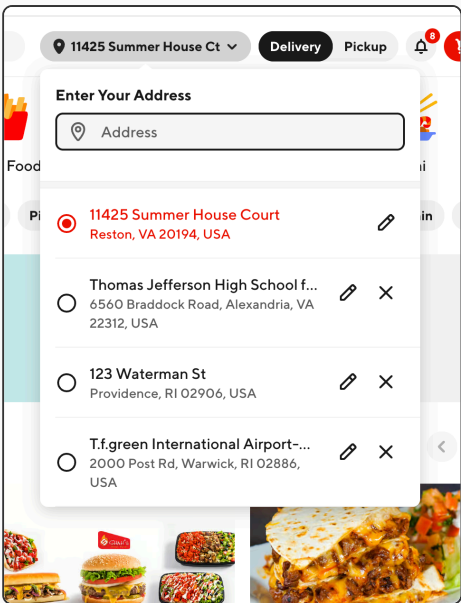 11425 Summer House Ct
Delivery
Pickup
8
Enter Your Address
Address
Food
11425 Summer House Court
Reston, VA 20194, USA
Thomas Jefferson High School f...
6560 Braddock Road, Alexandria, VA
22312, USA
123 Waterman St
Providence, RI 02906, USA
T.f.green International Airport-...
2000 Post Rd, Warwick, RI 02886,
USA